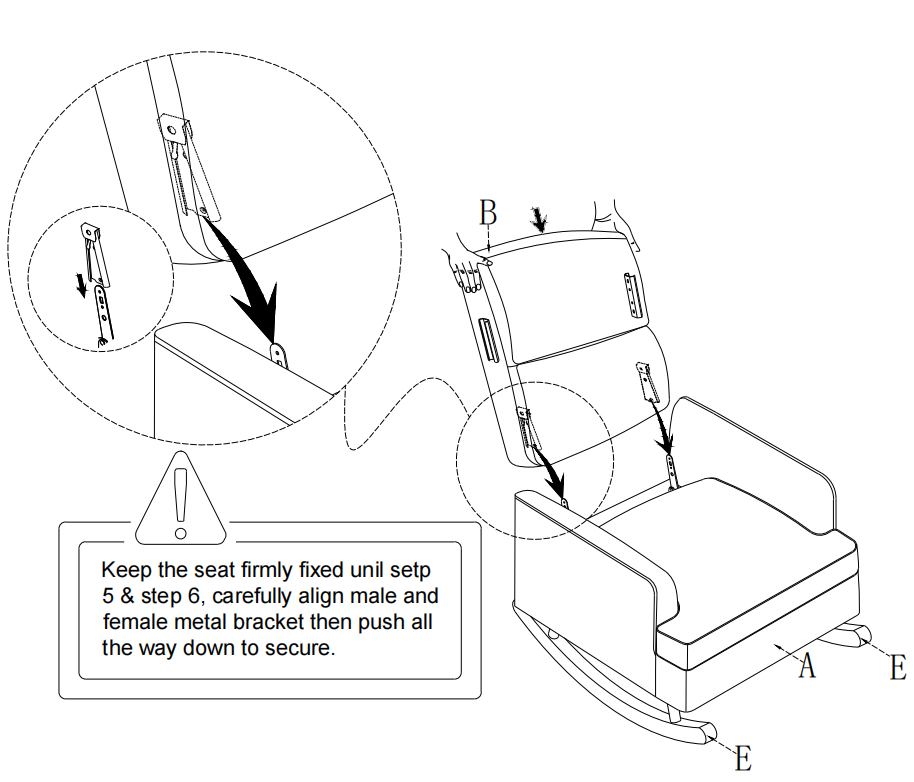 B
Keep the seat firmly fixed unil setp
5 & step 6, carefully align male and
female metal bracket then push all
the way down to secure.
A
E
E